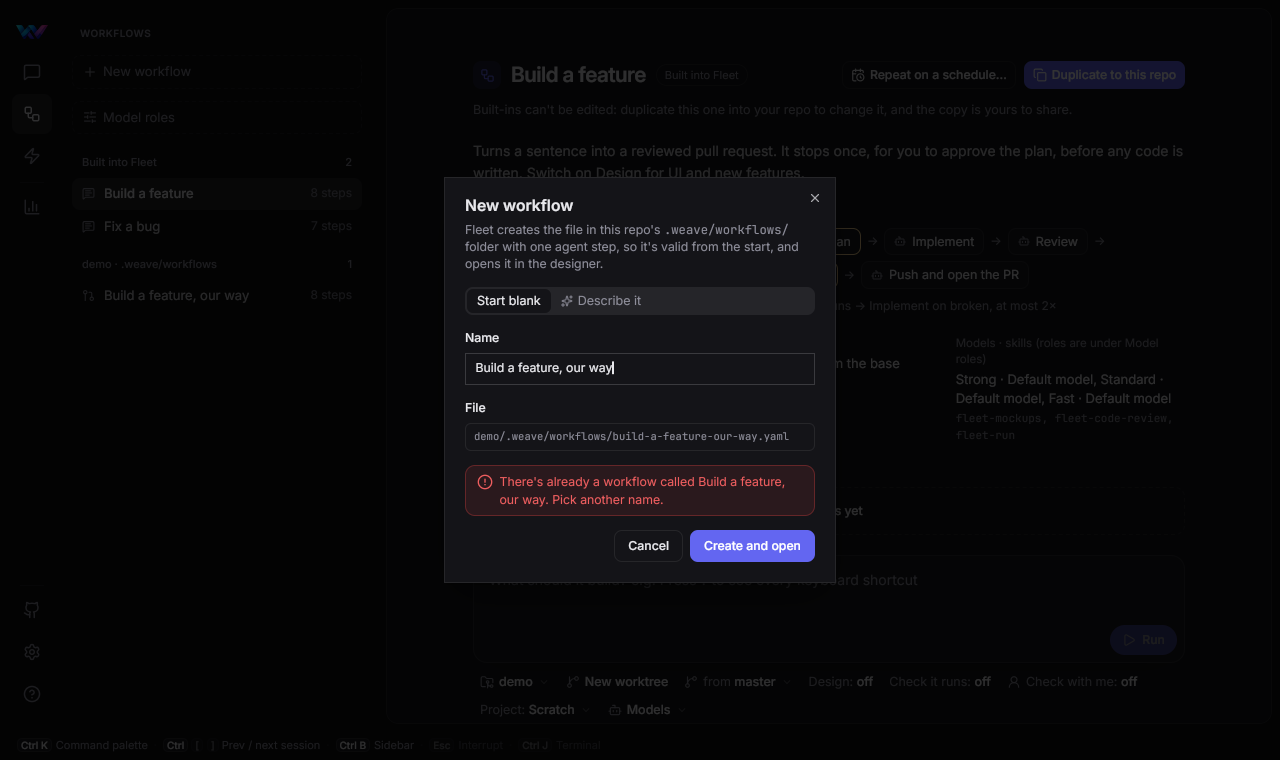 WORKFLOWS
New workflow
Model roles
Built into Fleet 2
Build a feature 8 steps
Fix a bug 7 steps
demo · .weave/workflows 1
Build a feature, our way 8 steps
Build a feature Built into Fleet Repeat on a schedule... Duplicate to this repo
Built-ins can't be edited: duplicate this one into your repo to change it, and the copy is yours to share.
Turns a sentence into a reviewed pull request. It stops once, for you to approve the plan, before any code is
written. Switch on Design for UI and new features.
New workflow
Fleet creates the file in this repo's .weave/workflows/
folder with one agent step, so it's valid from the start, and
opens it in the designer.
Start blank Describe it
Name
Build a feature, our way
File
demo/.weave/workflows/build-a-feature-our-way.yaml
There's already a workflow called Build a feature,
our way. Pick another name.
Cancel Create and open
→ Implement → Review →
→ Push and open the PR
→ Implement on broken, at most 2×
the base
Models · skills (roles are under Model
roles)
Strong · Default model, Standard ·
Default model, Fast · Default model
fleet-mockups, fleet-code-review,
fleet-run
yet
keyboard shortcut
Run
demo New worktree from master Design: off Check it runs: off Check with me: off
Project: Scratch Models
Ctrl K Command palette Ctrl [ ] Prev / next session Ctrl B Sidebar Esc Interrupt Ctrl J Terminal